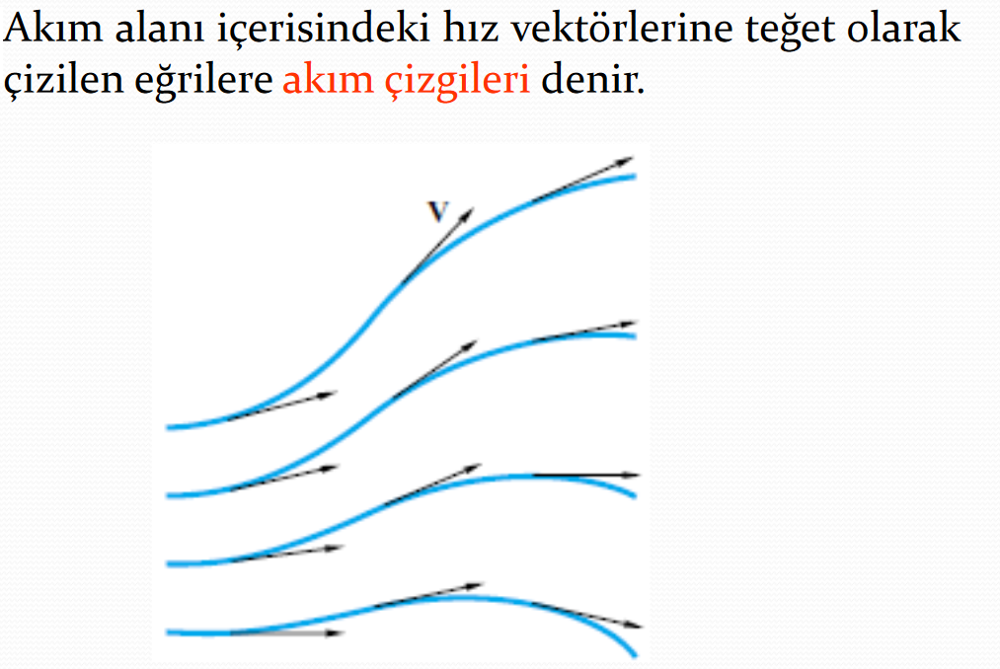 Akım alanı içerisindeki hız vektörlerine teğet olarak
çizilen eğrilere akım çizgileri denir.
V